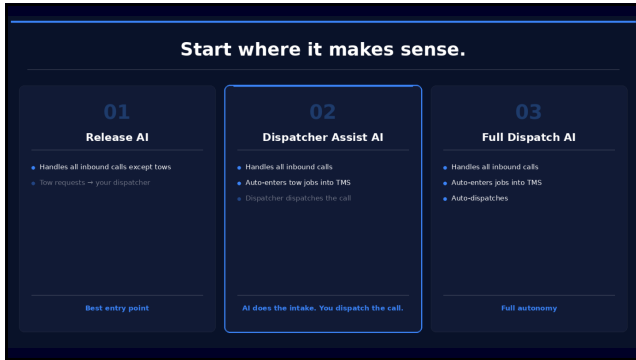 Start where it makes sense.
01
Release AI
Handles all inbound calls except tows
Tow requests → your dispatcher
Best entry point
02
Dispatcher Assist AI
Handles all inbound calls
Auto-enters tow jobs into TMS
Dispatcher dispatches the call
AI does the intake. You dispatch the call.
03
Full Dispatch AI
Handles all inbound calls
Auto-enters jobs into TMS
Auto-dispatches
Full autonomy